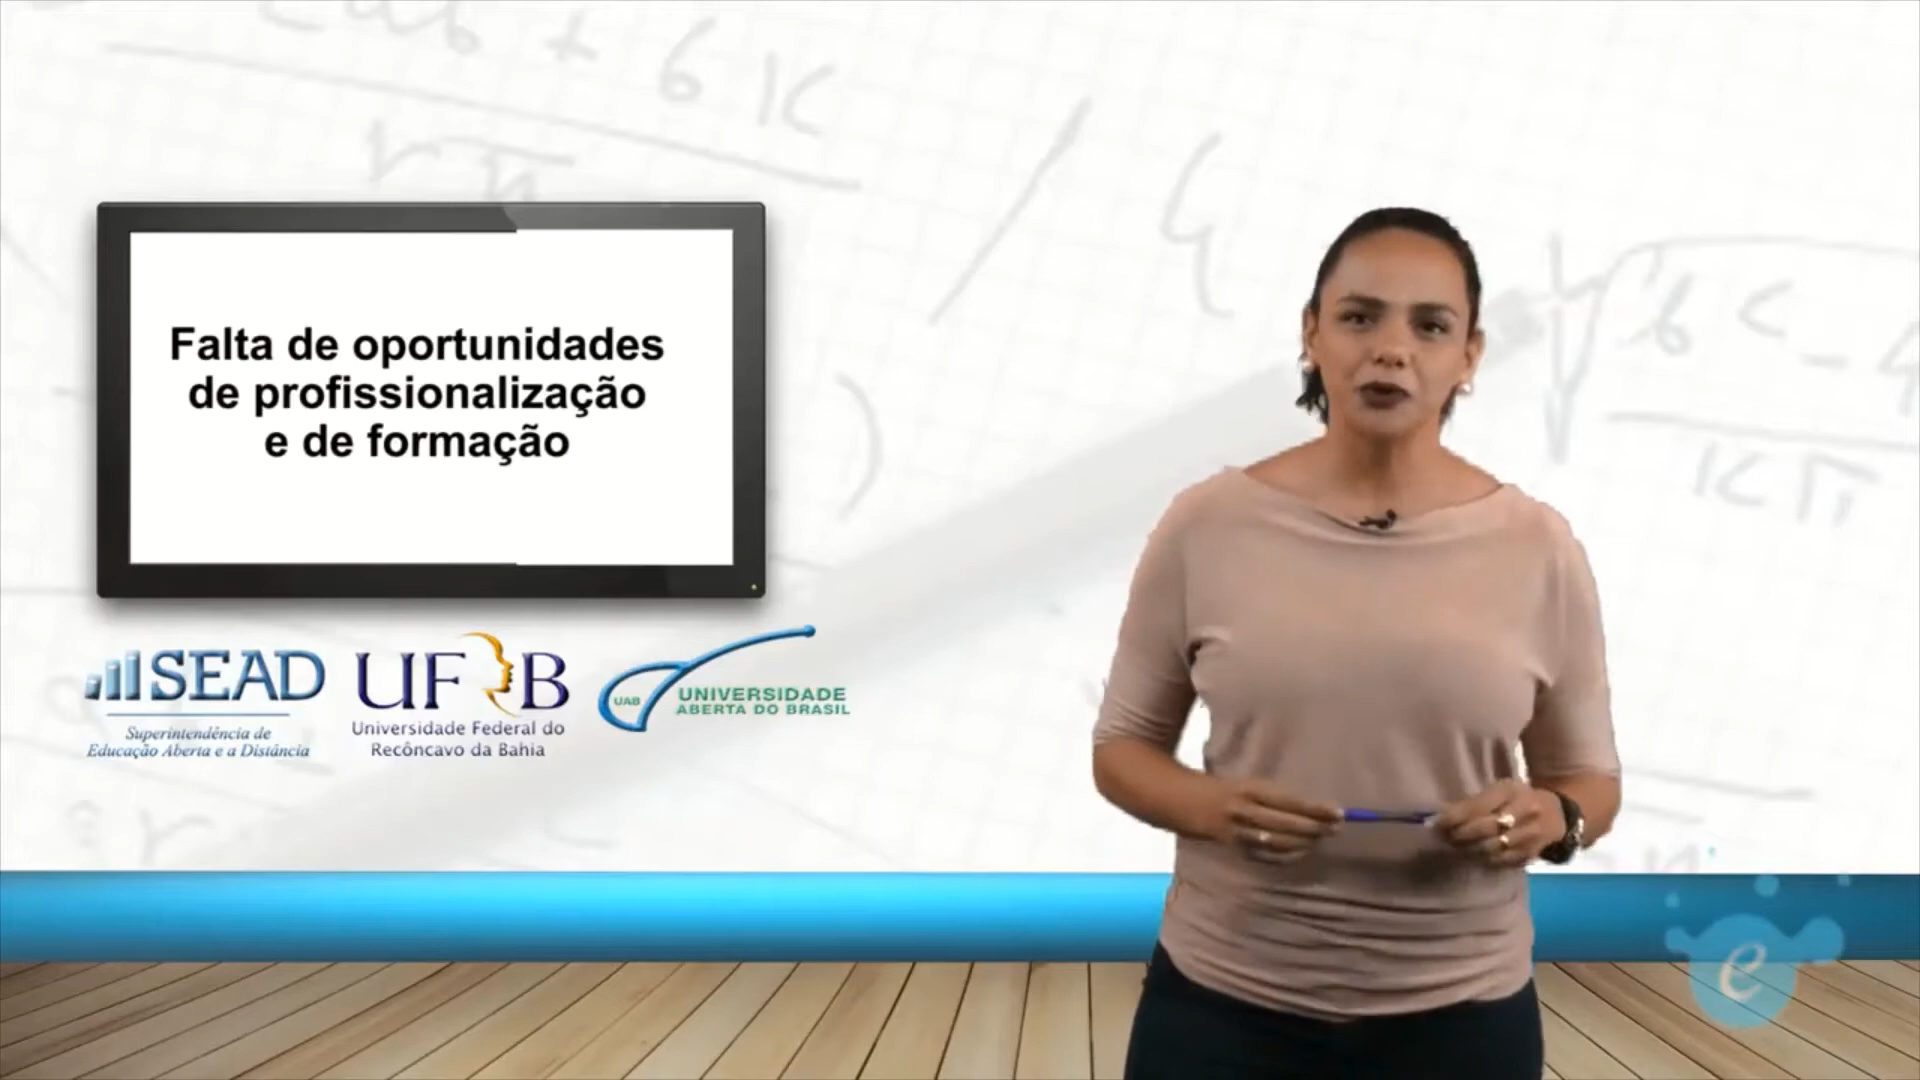 Falta de oportunidades
de profissionalização
e de formação
SEAD
Superintendência de
Educação Aberta e a Distância
UFRB
Universidade Federal do
Recôncavo da Bahia
UAB
UNIVERSIDADE
ABERTA DO BRASIL
e